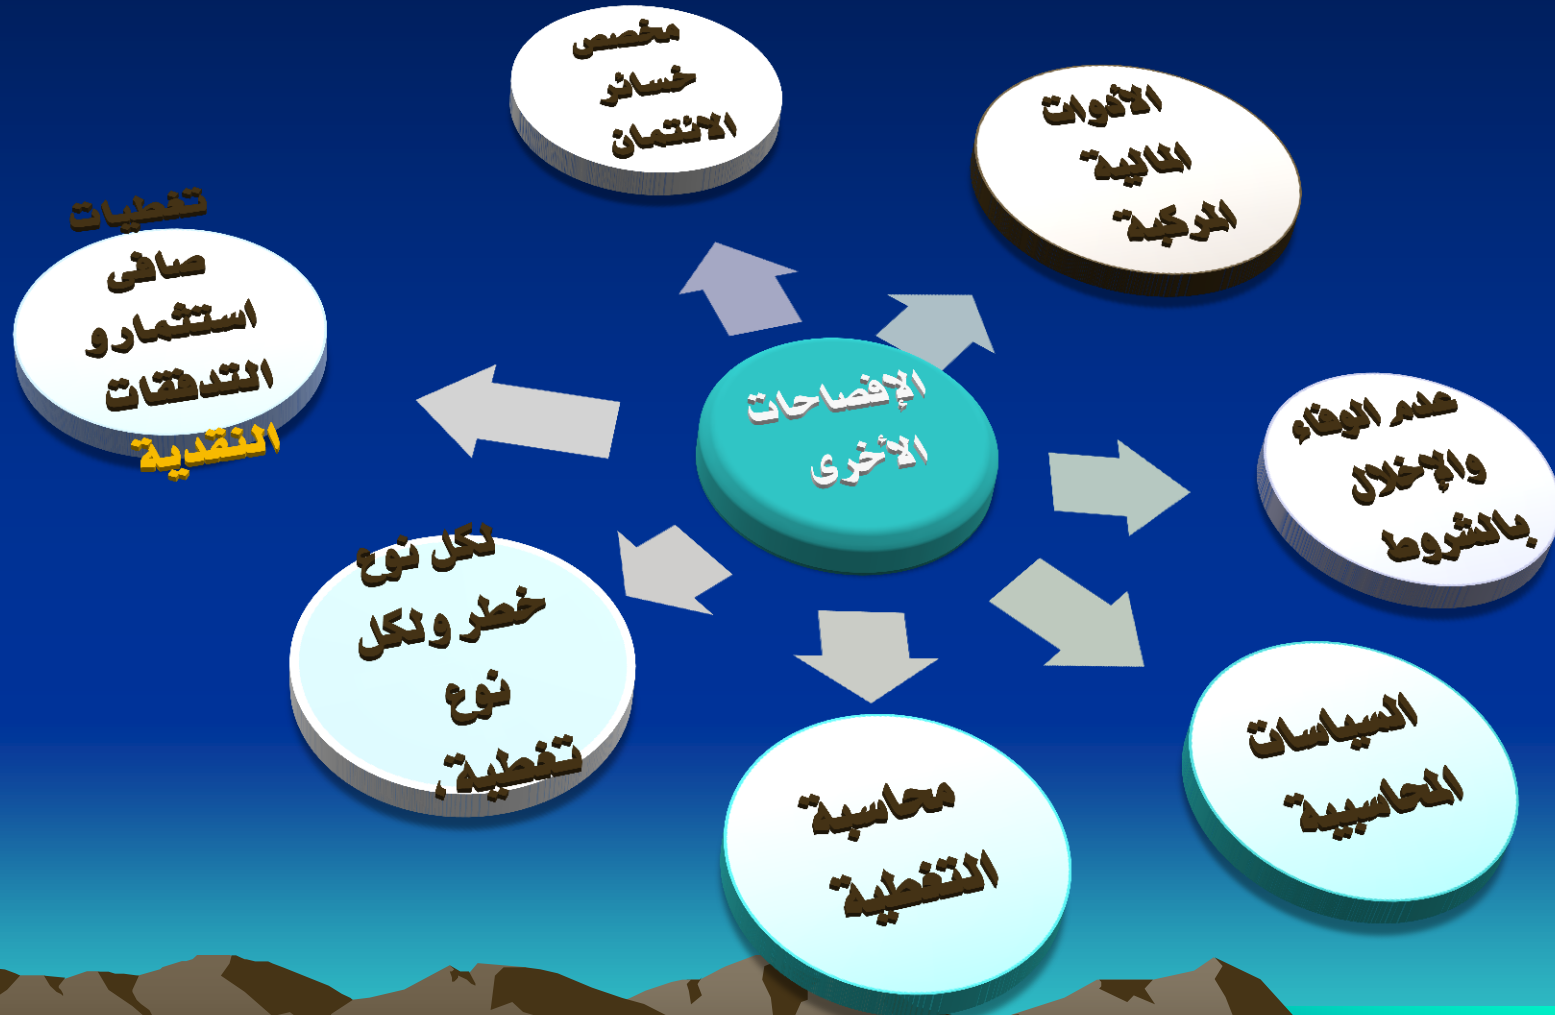 الإفصاحات
الأخرى
مخصص
خسائر
الائتمان
الأدوات
المالية
المركبة
عدم الوفاء
والإخلال
بالشروط
السياسات
المحاسبية
محاسبة
التغطية
لكل نوع
خطر ولكل
نوع
تغطية،
تغطيات
صافى
استثمار و
التدفقات
النقدية